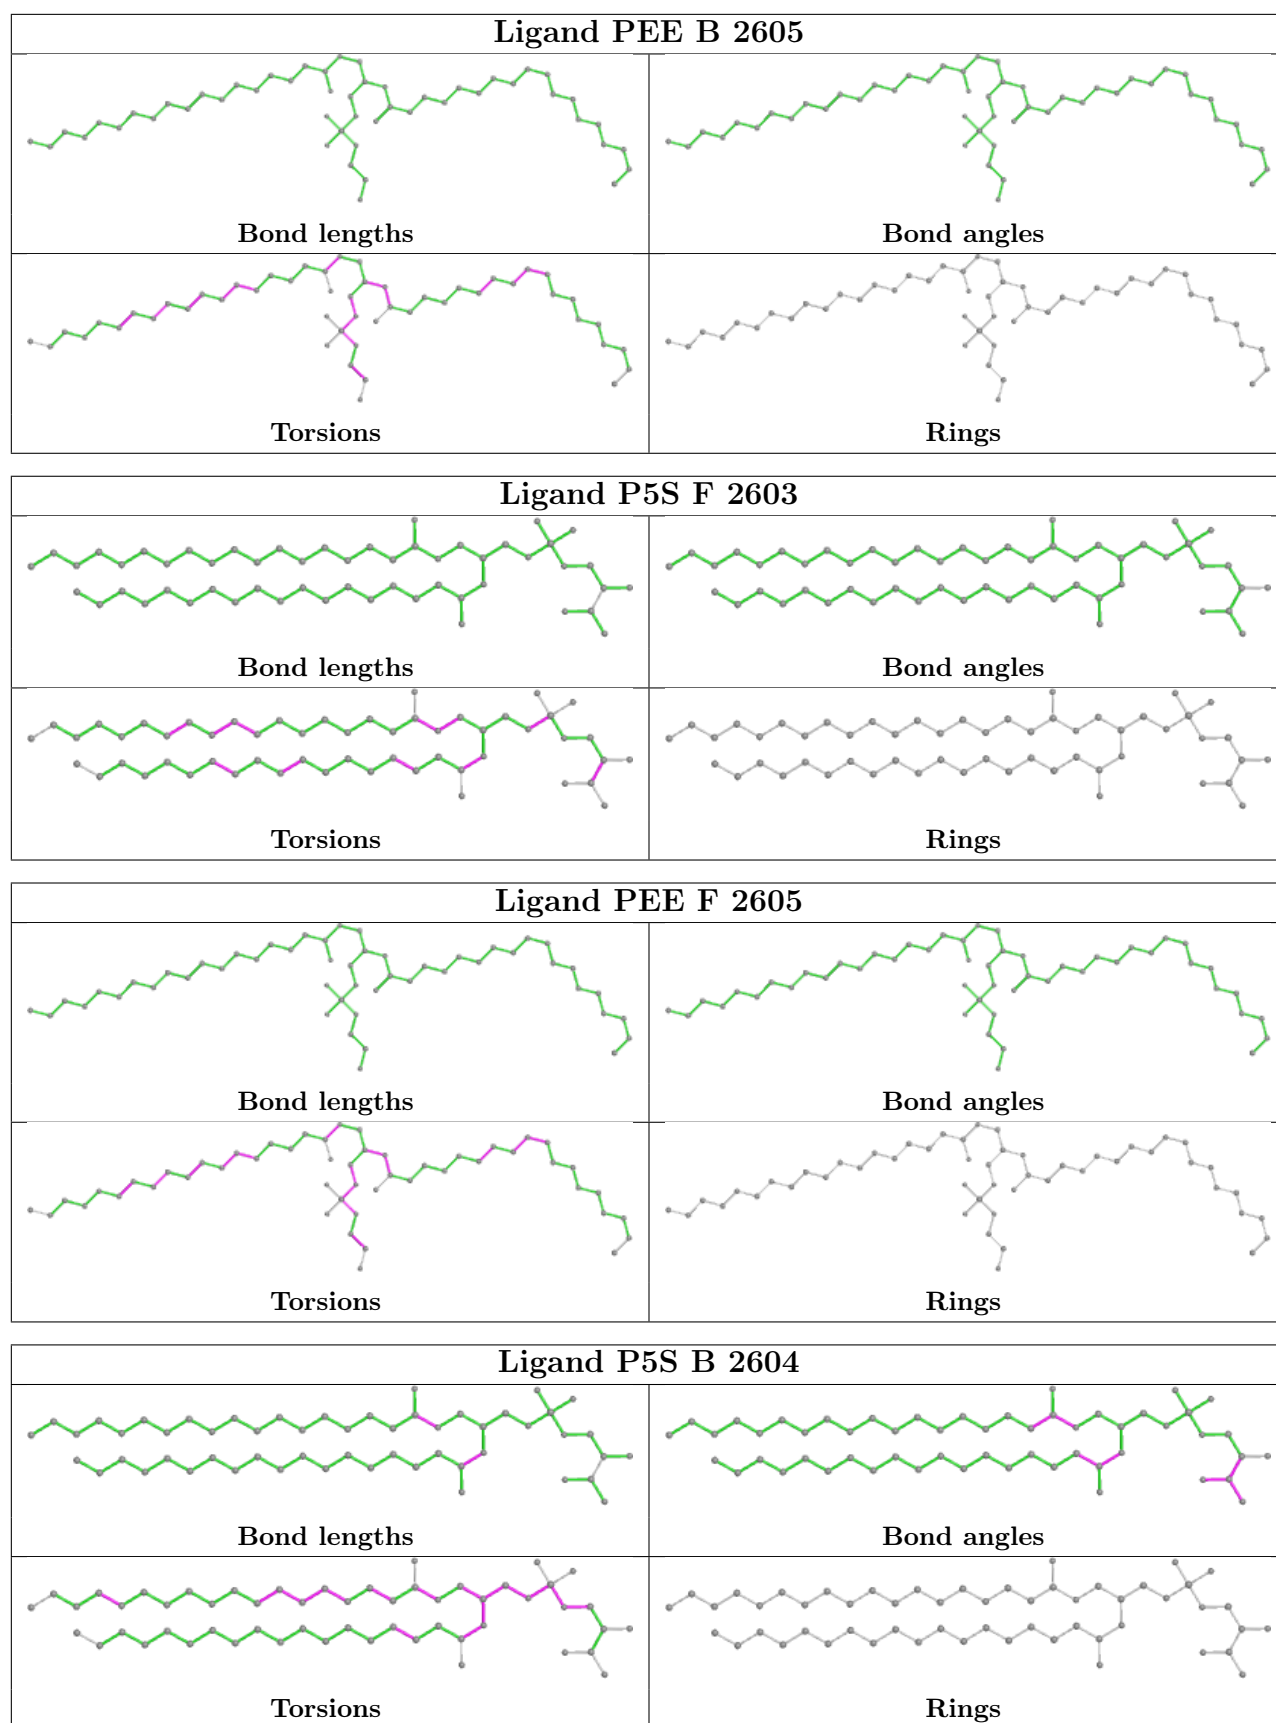 Ligand PEE B 2605
Bond lengths
Bond angles
Torsions
Rings
Ligand P5S F 2603
Bond lengths
Bond angles
Torsions
Rings
Ligand PEE F 2605
Bond lengths
Bond angles
Torsions
Rings
Ligand P5S B 2604
Bond lengths
Bond angles
Torsions
Rings